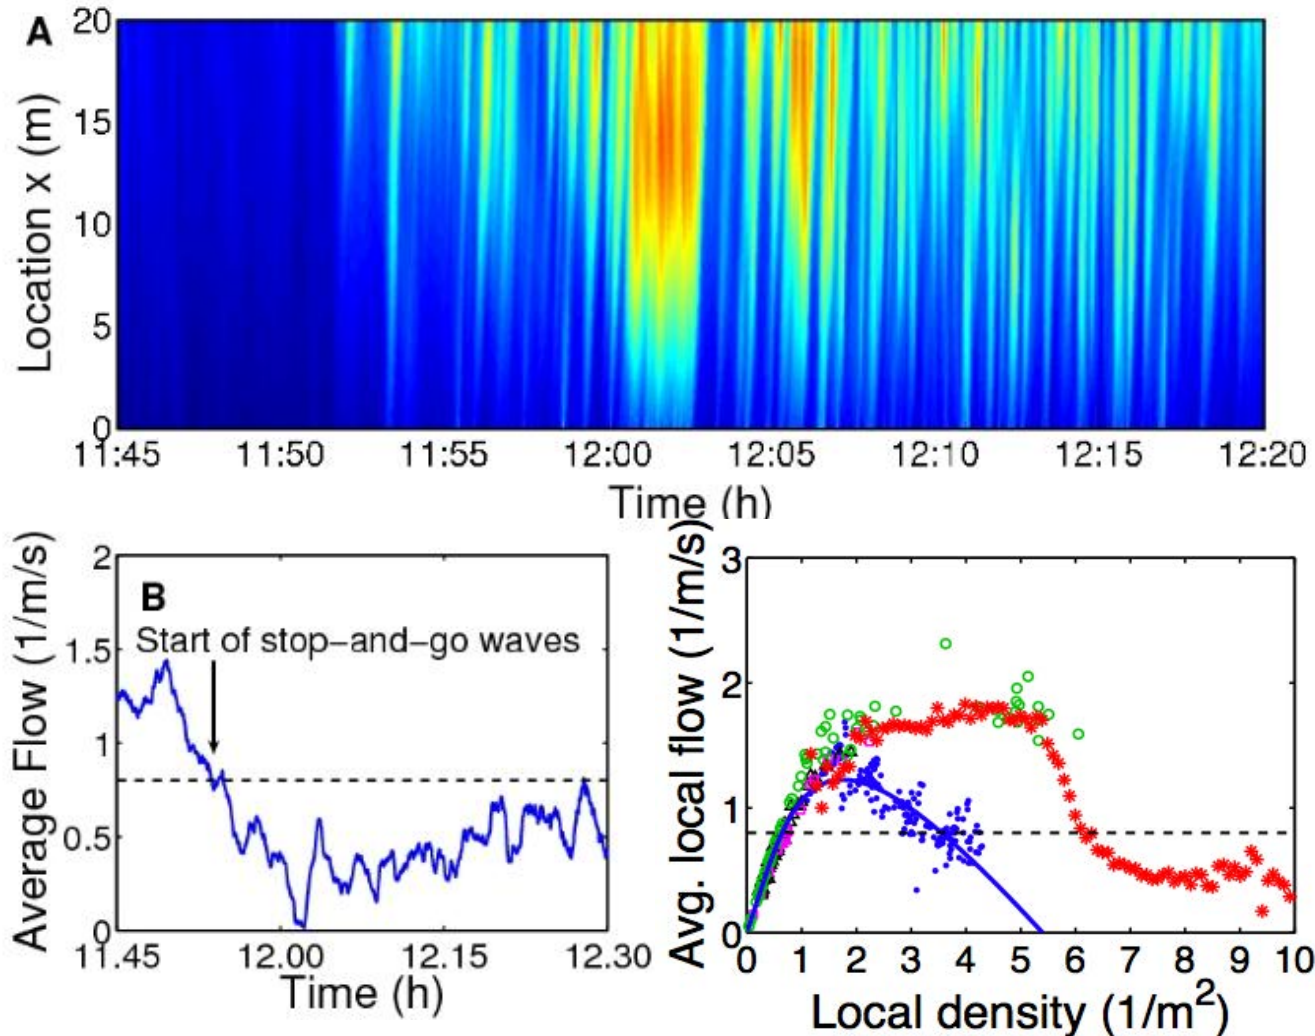 A
Location x (m)
20
15
10
5
0
11:45 11:50 11:55 12:00 12:05 12:10 12:15 12:20
Time (h)
B
Start of stop-and-go waves
Average Flow (1/m/s)
2
1.5
1
0.5
0
11.45 12.00 12.15 12.30
Time (h)
Avg. local flow (1/m/s)
3
2
1
0
0 1 2 3 4 5 6 7 8 9 10
Local density (1/m²)